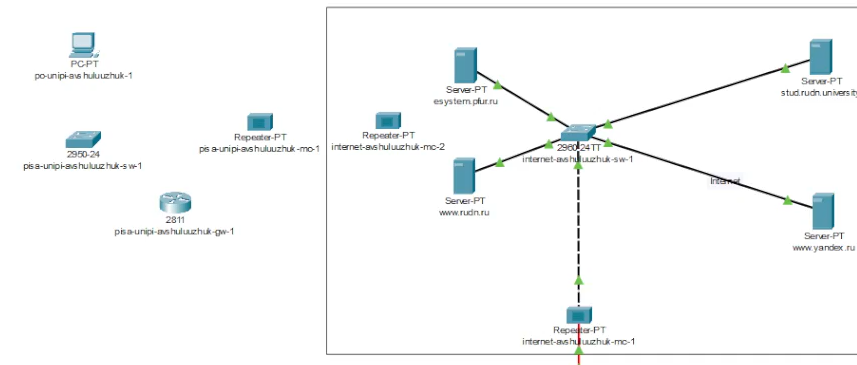 PC-PT
pc-unipi-avshuluuzhuk-1
2950-24
pisa-unipi-avshuluuzhuk-sw-1
2811
pisa-unipi-avshuluuzhuk-gw-1
Repeater-PT
pisa-unipi-avshuluuzhuk-mc-1
Repeater-PT
internet-avshuluuzhuk-mc-2
Server-PT
esystem.pfur.ru
Server-PT
www.rudn.ru
2960-24TT
internet-avshuluuzhuk-sw-1
Server-PT
stud.rudn.university
Internet
Server-PT
www.yandex.ru
Repeater-PT
internet-avshuluuzhuk-mc-1